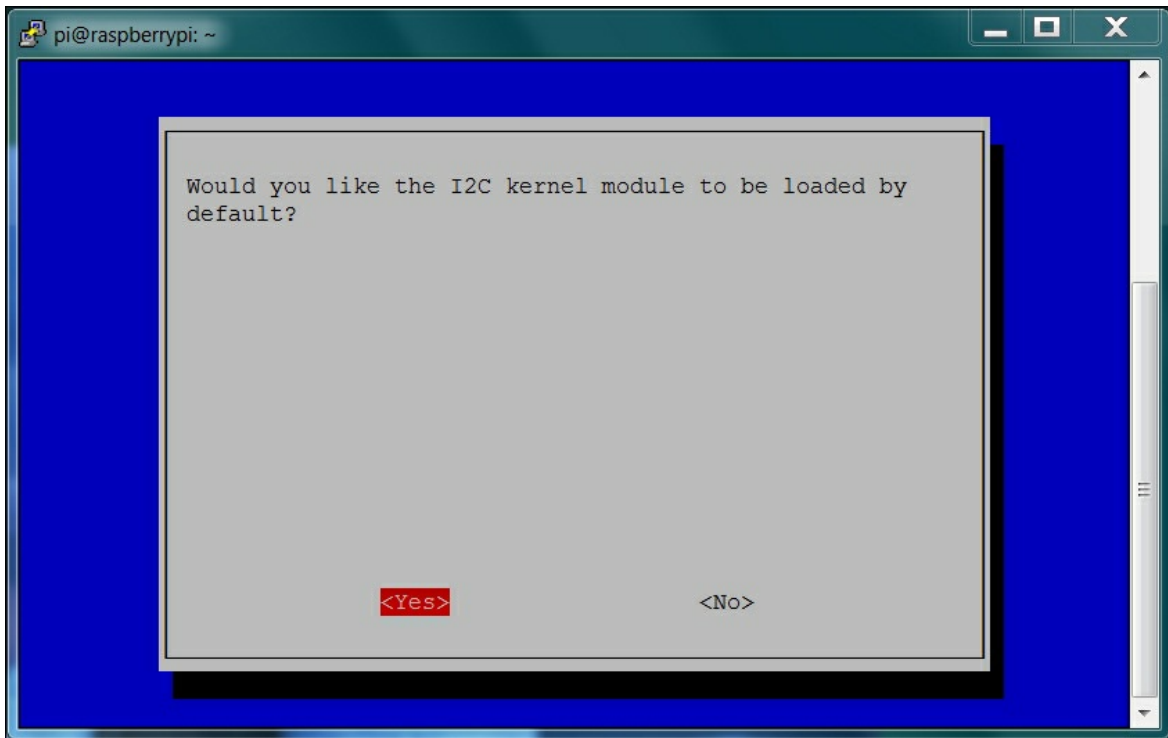 pi@raspberrypi: ~
Would you like the I2C kernel module to be loaded by
default?
<Yes> <No>